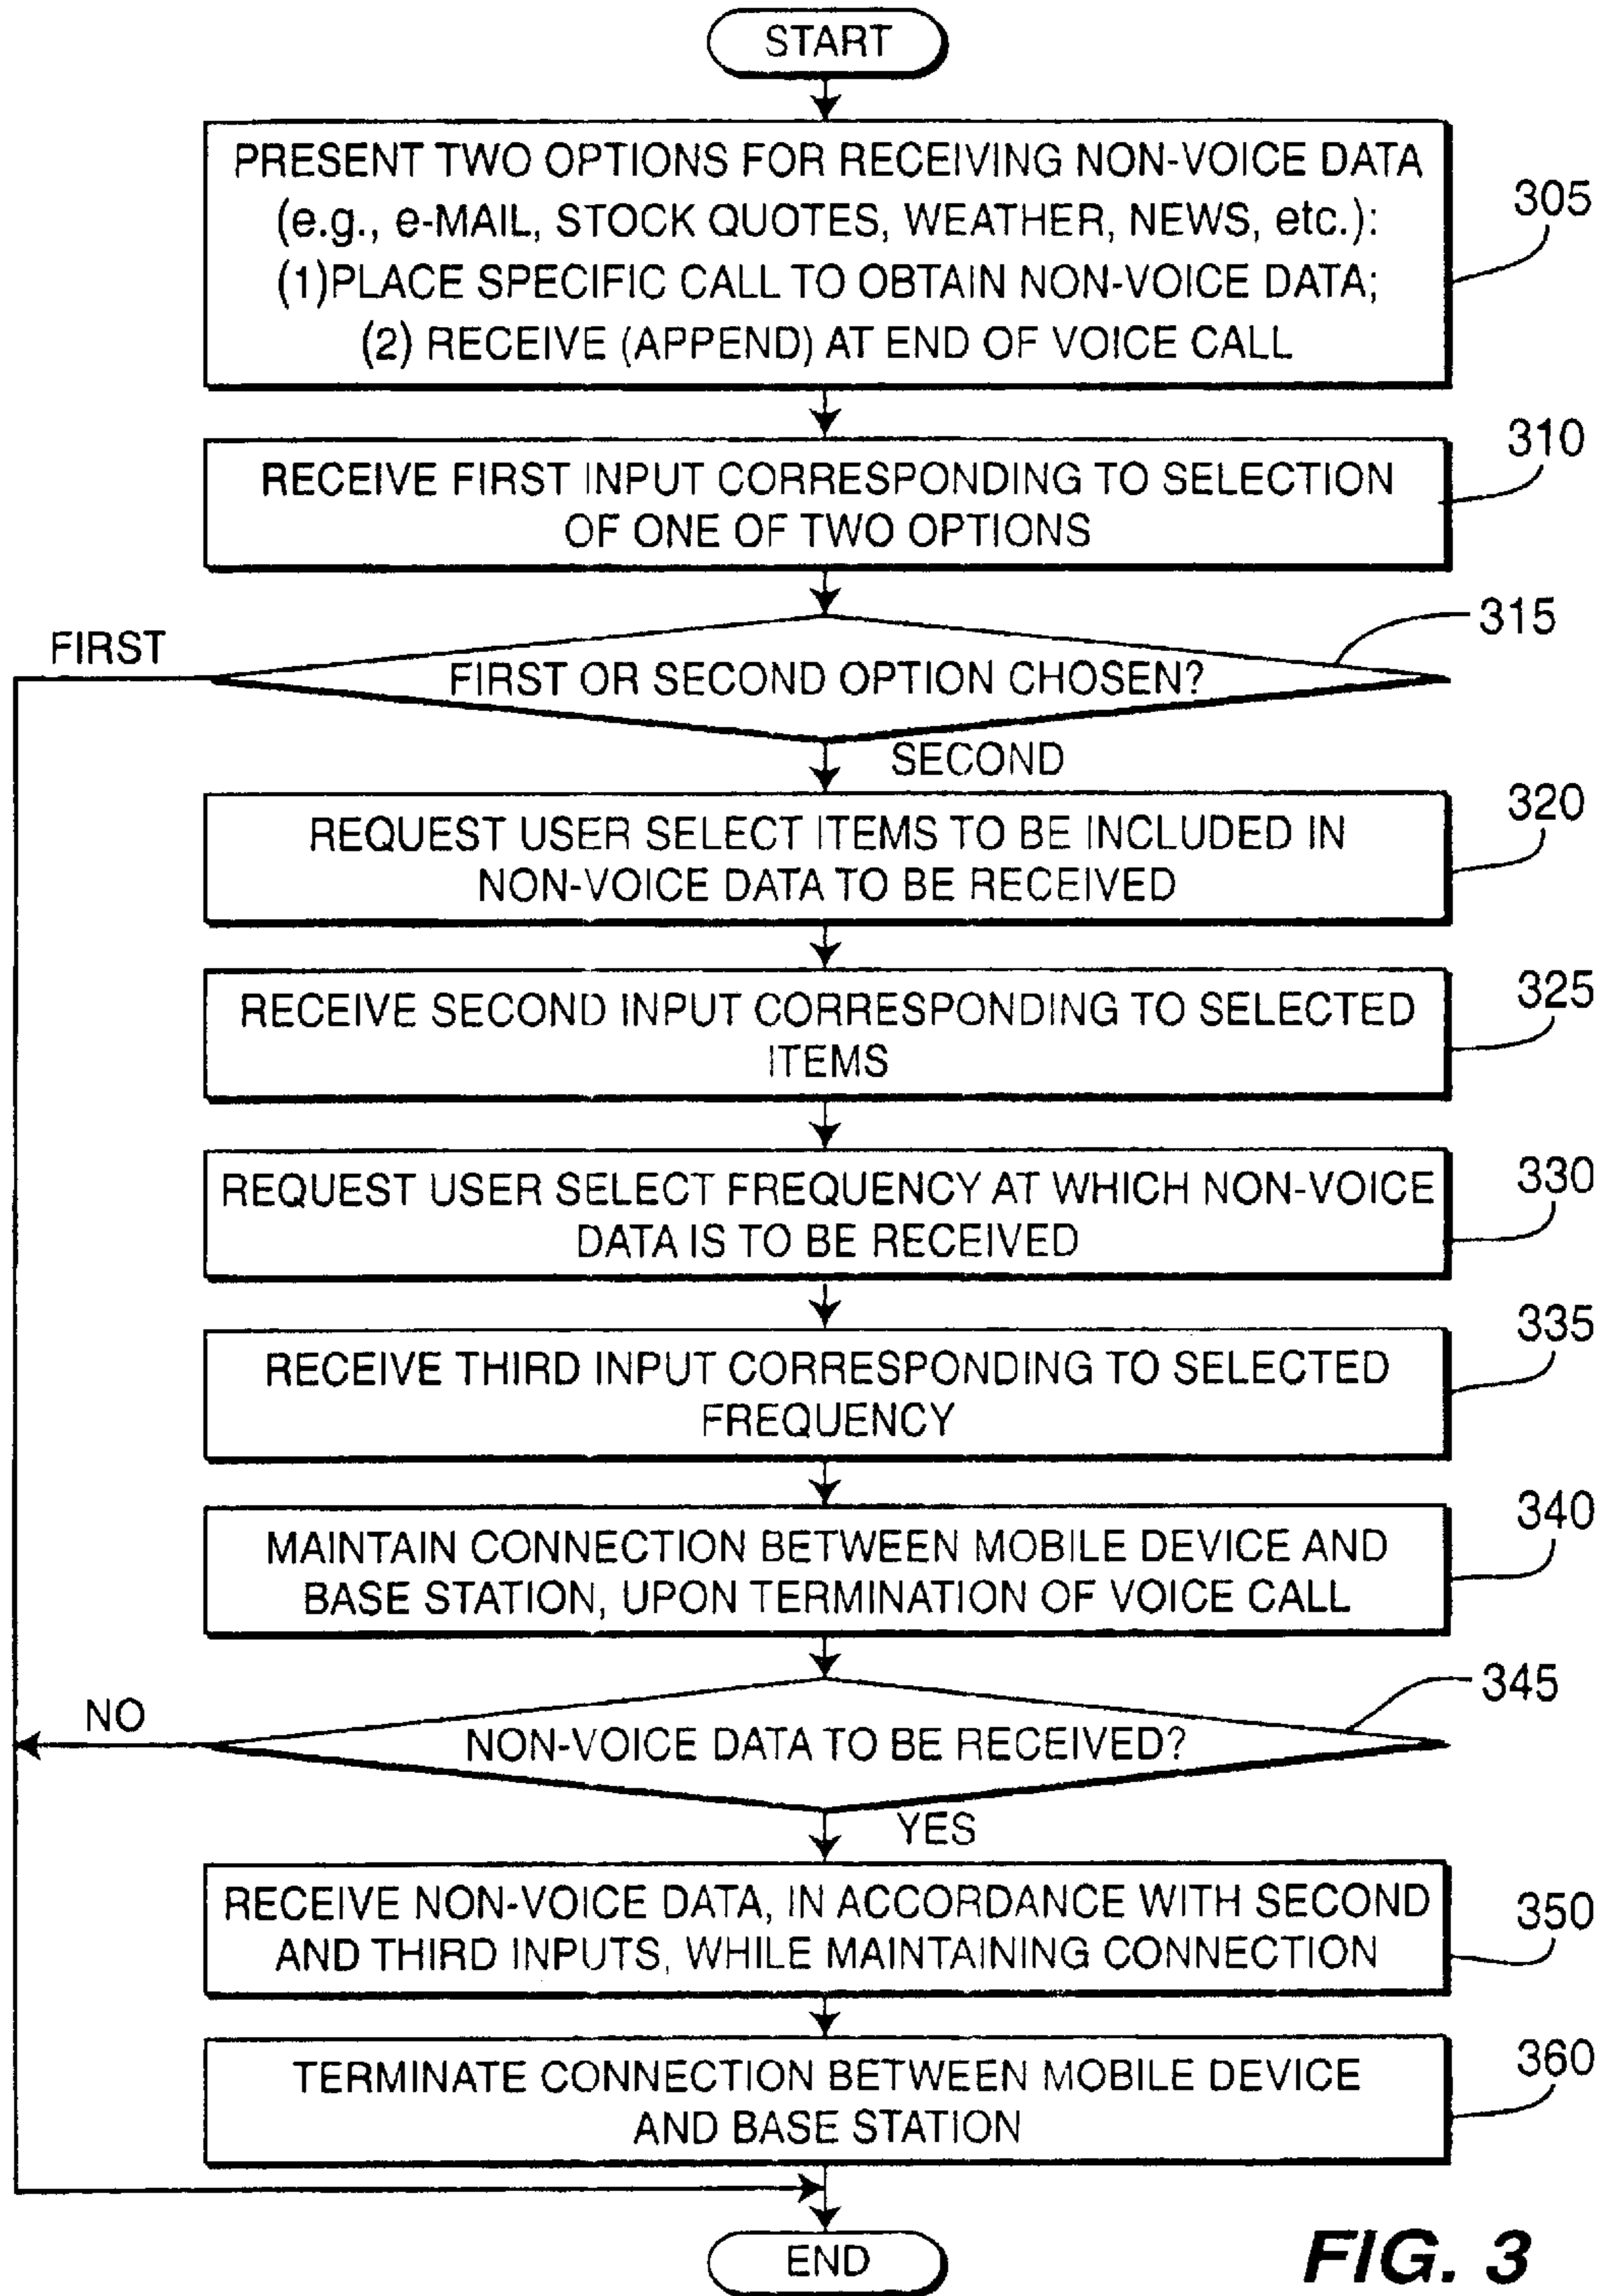 START
PRESENT TWO OPTIONS FOR RECEIVING NON-VOICE DATA
(e.g., e-MAIL, STOCK QUOTES, WEATHER, NEWS, etc.):
(1)PLACE SPECIFIC CALL TO OBTAIN NON-VOICE DATA;
(2) RECEIVE (APPEND) AT END OF VOICE CALL
305
RECEIVE FIRST INPUT CORRESPONDING TO SELECTION
OF ONE OF TWO OPTIONS
310
FIRST
FIRST OR SECOND OPTION CHOSEN?
315
SECOND
REQUEST USER SELECT ITEMS TO BE INCLUDED IN
NON-VOICE DATA TO BE RECEIVED
320
RECEIVE SECOND INPUT CORRESPONDING TO SELECTED
ITEMS
325
REQUEST USER SELECT FREQUENCY AT WHICH NON-VOICE
DATA IS TO BE RECEIVED
330
RECEIVE THIRD INPUT CORRESPONDING TO SELECTED
FREQUENCY
335
MAINTAIN CONNECTION BETWEEN MOBILE DEVICE AND
BASE STATION, UPON TERMINATION OF VOICE CALL
340
NO
NON-VOICE DATA TO BE RECEIVED?
345
YES
RECEIVE NON-VOICE DATA, IN ACCORDANCE WITH SECOND
AND THIRD INPUTS, WHILE MAINTAINING CONNECTION
350
TERMINATE CONNECTION BETWEEN MOBILE DEVICE
AND BASE STATION
360
END
FIG. 3